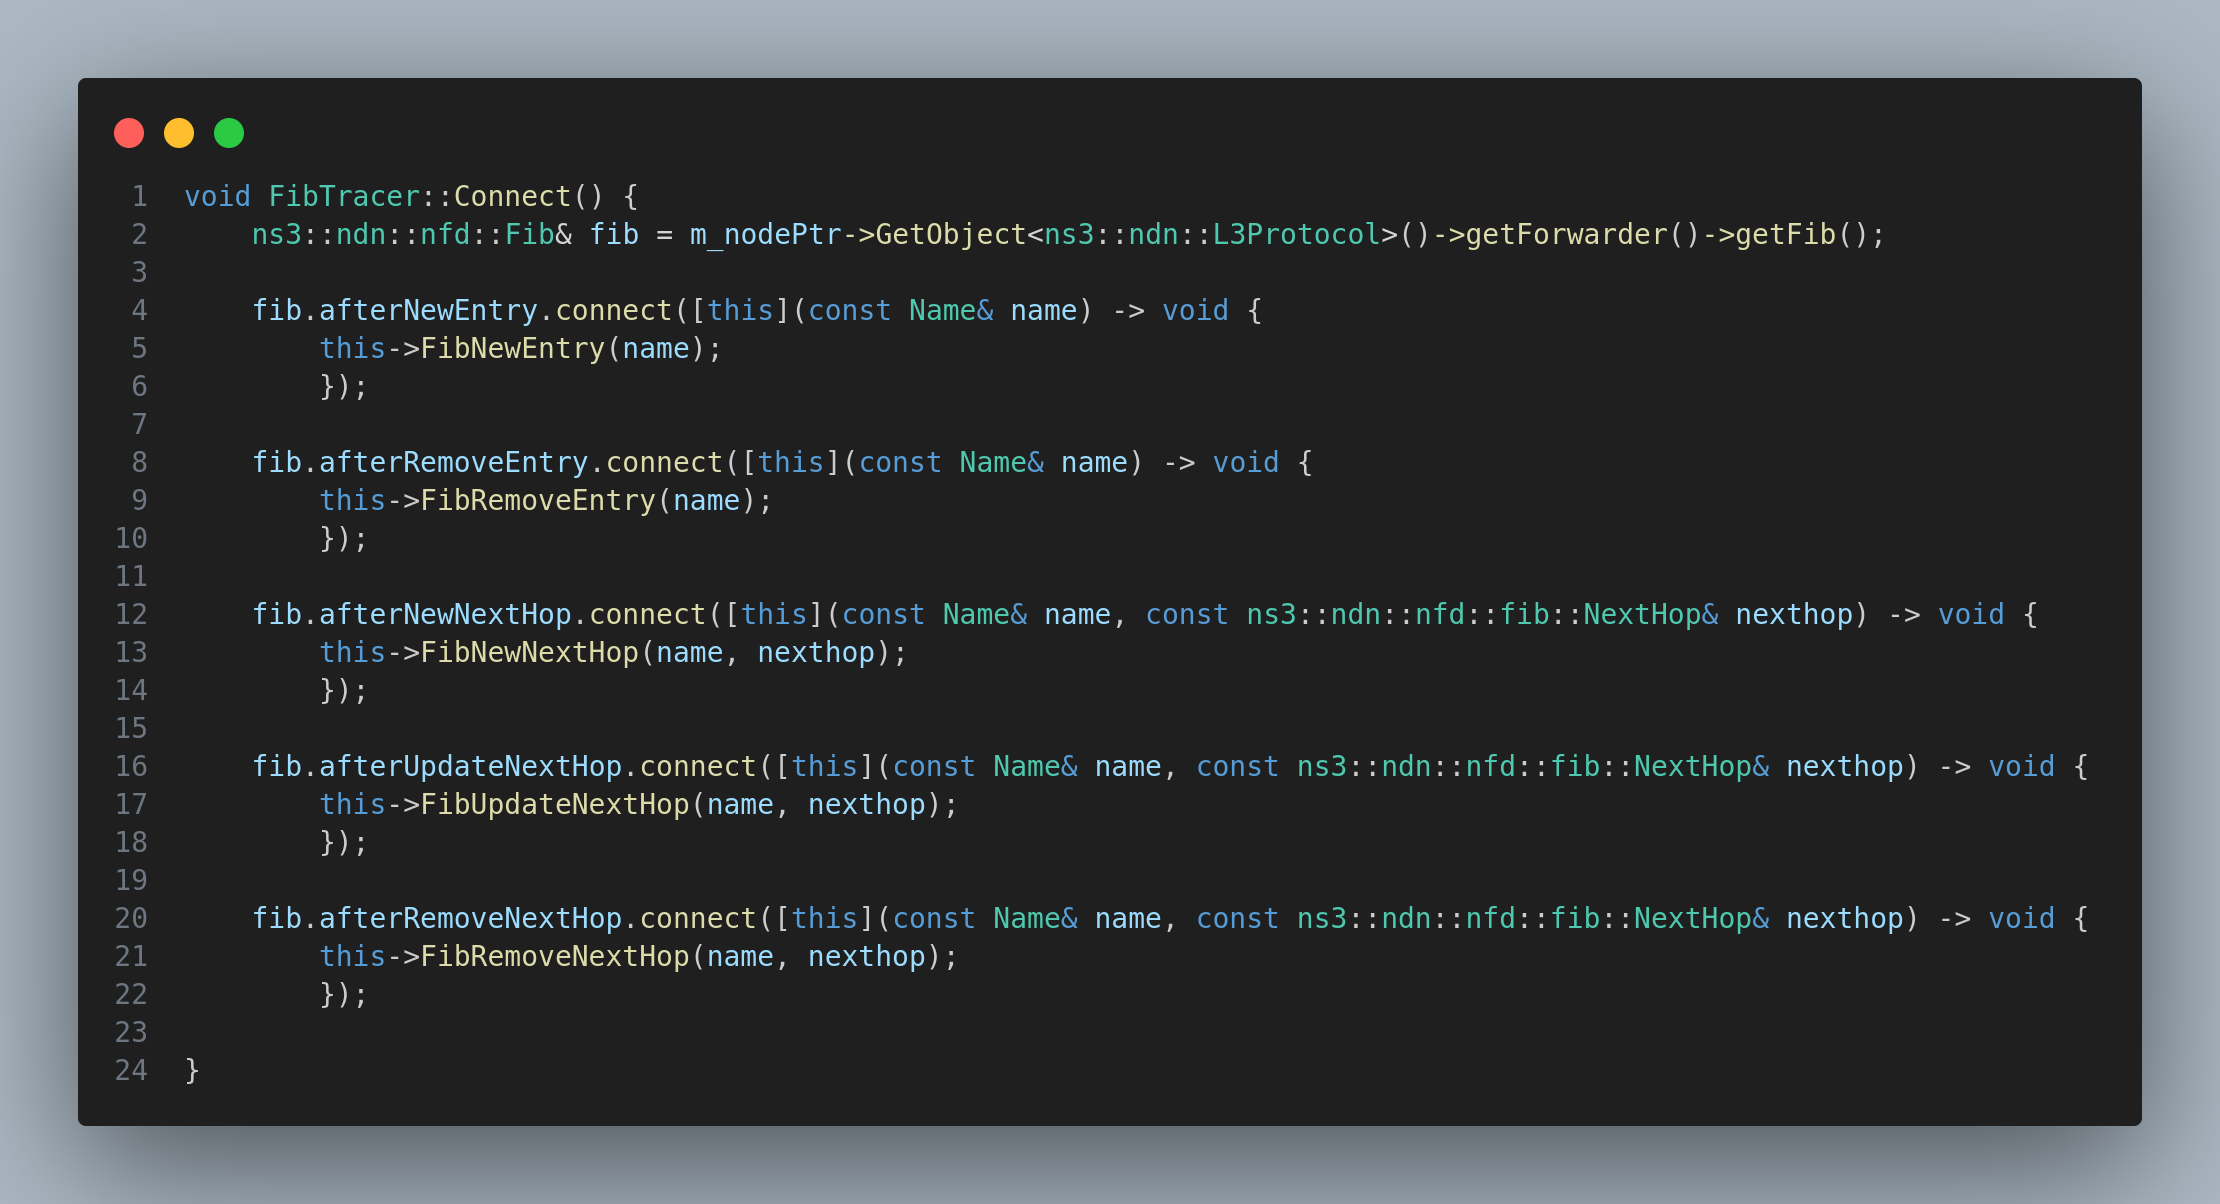 1 void FibTracer::Connect() {
2     ns3::ndn::nfd::Fib& fib = m_nodePtr->GetObject<ns3::ndn::L3Protocol>()->getForwarder()->getFib();
3
4     fib.afterNewEntry.connect([this](const Name& name) -> void {
5         this->FibNewEntry(name);
6         });
7
8     fib.afterRemoveEntry.connect([this](const Name& name) -> void {
9         this->FibRemoveEntry(name);
10         });
11
12     fib.afterNewNextHop.connect([this](const Name& name, const ns3::ndn::nfd::fib::NextHop& nexthop) -> void {
13         this->FibNewNextHop(name, nexthop);
14         });
15
16     fib.afterUpdateNextHop.connect([this](const Name& name, const ns3::ndn::nfd::fib::NextHop& nexthop) -> void {
17         this->FibUpdateNextHop(name, nexthop);
18         });
19
20     fib.afterRemoveNextHop.connect([this](const Name& name, const ns3::ndn::nfd::fib::NextHop& nexthop) -> void {
21         this->FibRemoveNextHop(name, nexthop);
22         });
23
24 }